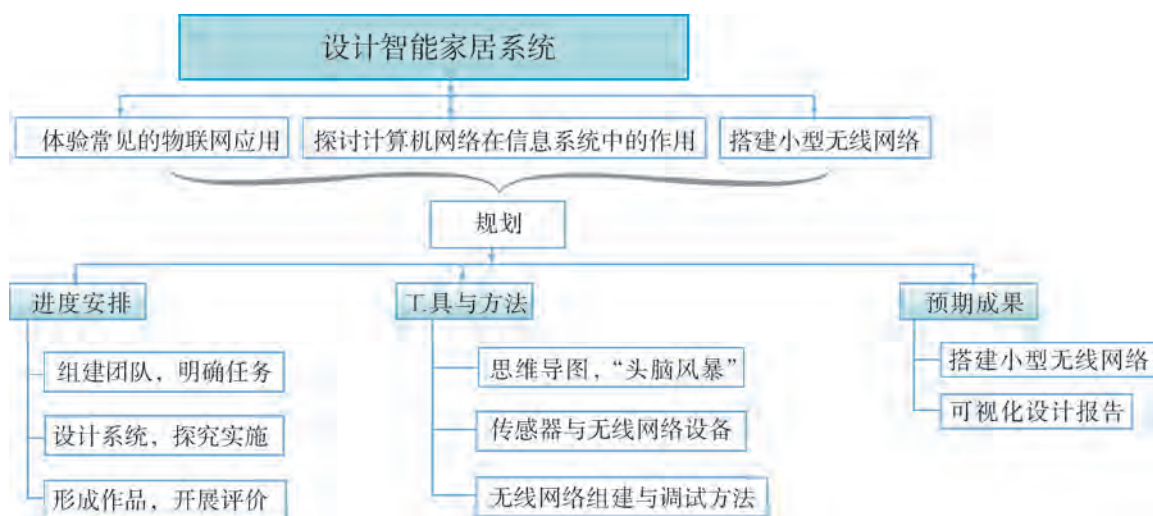 设计智能家居系统
体验常见的物联网应用
探讨计算机网络在信息系统中的作用
搭建小型无线网络
规划
进度安排
组建团队，明确任务
设计系统，探究实施
形成作品，开展评价
工具与方法
思维导图，“头脑风暴”
传感器与无线网络设备
无线网络组建与调试方法
预期成果
搭建小型无线网络
可视化设计报告